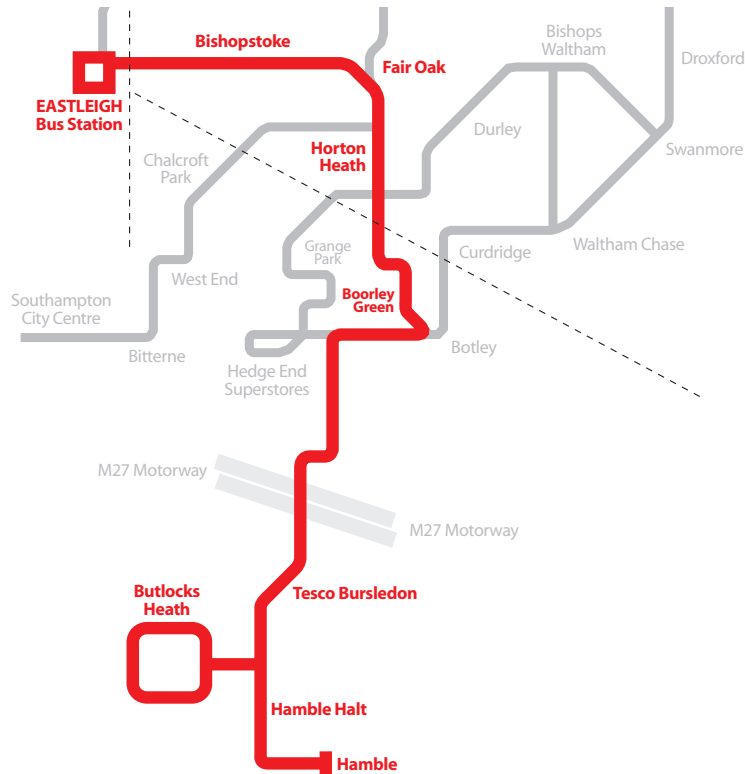 Bishopstoke
Bishops
Waltham
Droxford
Fair Oak
EASTLEIGH
Bus Station
Durley
Horton
Heath
Swanmore
Chalcroft
Park
Grange
Park
Curdridge
Waltham Chase
West End
Boorley
Green
Southampton
City Centre
Bitterne
Botley
Hedge End
Superstores
M27 Motorway
M27 Motorway
Butlocks
Heath
Tesco Bursledon
Hamble Halt
Hamble